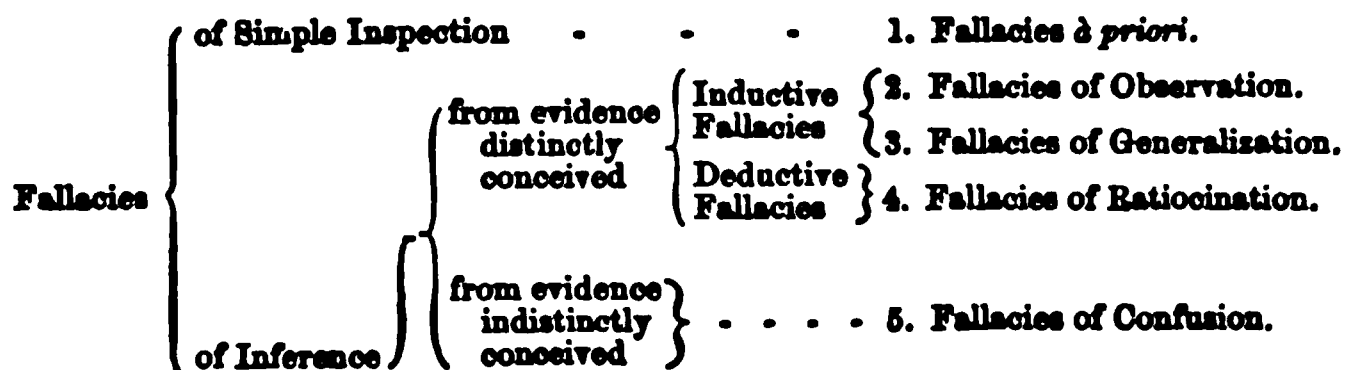 of Simple Inspection - - - 1. Fallacies à priori.
Inductive Fallacies
2. Fallacies of Observation.
3. Fallacies of Generalization.
from evidence
distinctly
conceived
Deductive
Fallacies
4. Fallacies of Ratiocination.
Fallacies
from evidence
indistinctly
conceived
- - - - 5. Fallacies of Confusion.
of Inference